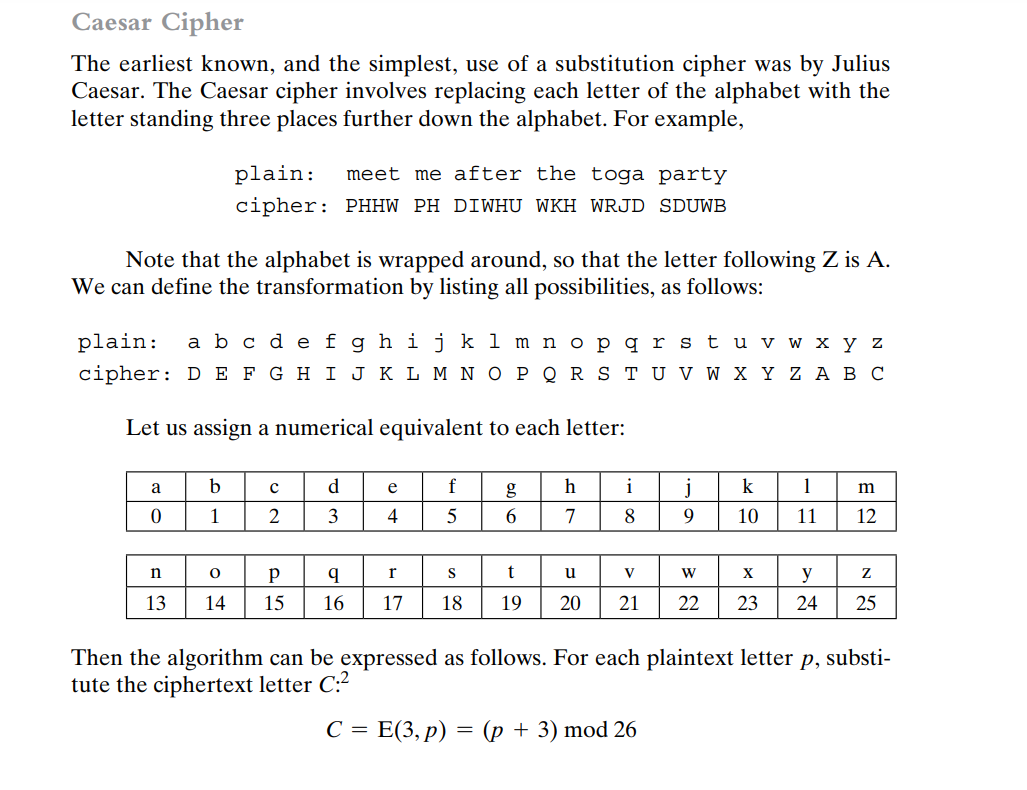 Caesar Cipher
The earliest known, and the simplest, use of a substitution cipher was by Julius
Caesar. The Caesar cipher involves replacing each letter of the alphabet with the
letter standing three places further down the alphabet. For example,
plain: meet me after the toga party
cipher: PHHW PH DIWHU WKH WRJD SDUWB
Note that the alphabet is wrapped around, so that the letter following Z is A.
We can define the transformation by listing all possibilities, as follows:
plain: a b c d e f g h i j k l m n o p q r s t u v w x y z
cipher: D E F G H I J K L M N O P Q R S T U V W X Y Z A B C
Let us assign a numerical equivalent to each letter:
a b c d e f g h i j k l m
0 1 2 3 4 5 6 7 8 9 10 11 12
n o p q r s t u v w x y z
13 14 15 16 17 18 19 20 21 22 23 24 25
Then the algorithm can be expressed as follows. For each plaintext letter p, substi-
tute the ciphertext letter C:²
C = E(3, p) = (p + 3) mod 26